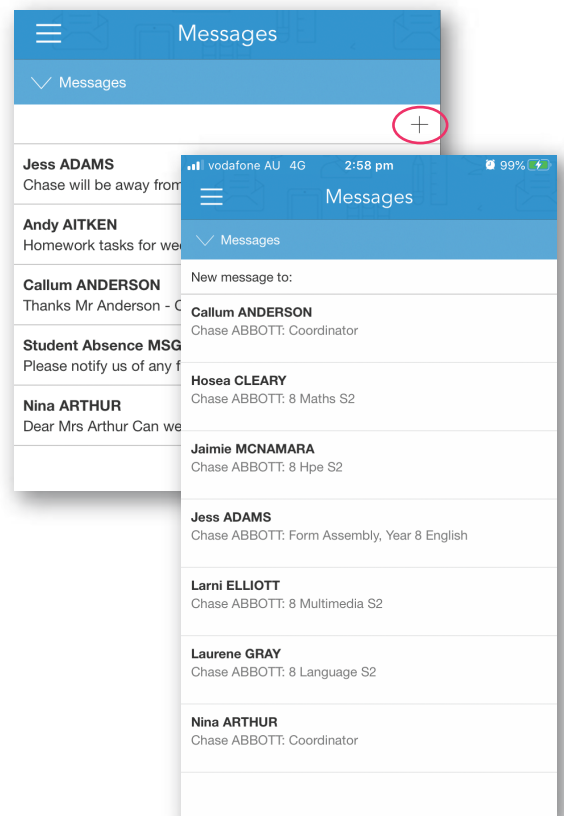 Messages
Messages
Jess ADAMS
Chase will be away from
Andy AITKEN
Homework tasks for we
Callum ANDERSON
Thanks Mr Anderson - C
Student Absence MSG
Please notify us of any f
Nina ARTHUR
Dear Mrs Arthur Can we
vodafone AU 4G 2:58 pm 99%
Messages
Messages
New message to:
Callum ANDERSON
Chase ABBOTT: Coordinator
Hosea CLEARY
Chase ABBOTT: 8 Maths S2
Jaimie MCNAMARA
Chase ABBOTT: 8 Hpe S2
Jess ADAMS
Chase ABBOTT: Form Assembly, Year 8 English
Larni ELLIOTT
Chase ABBOTT: 8 Multimedia S2
Laurene GRAY
Chase ABBOTT: 8 Language S2
Nina ARTHUR
Chase ABBOTT: Coordinator